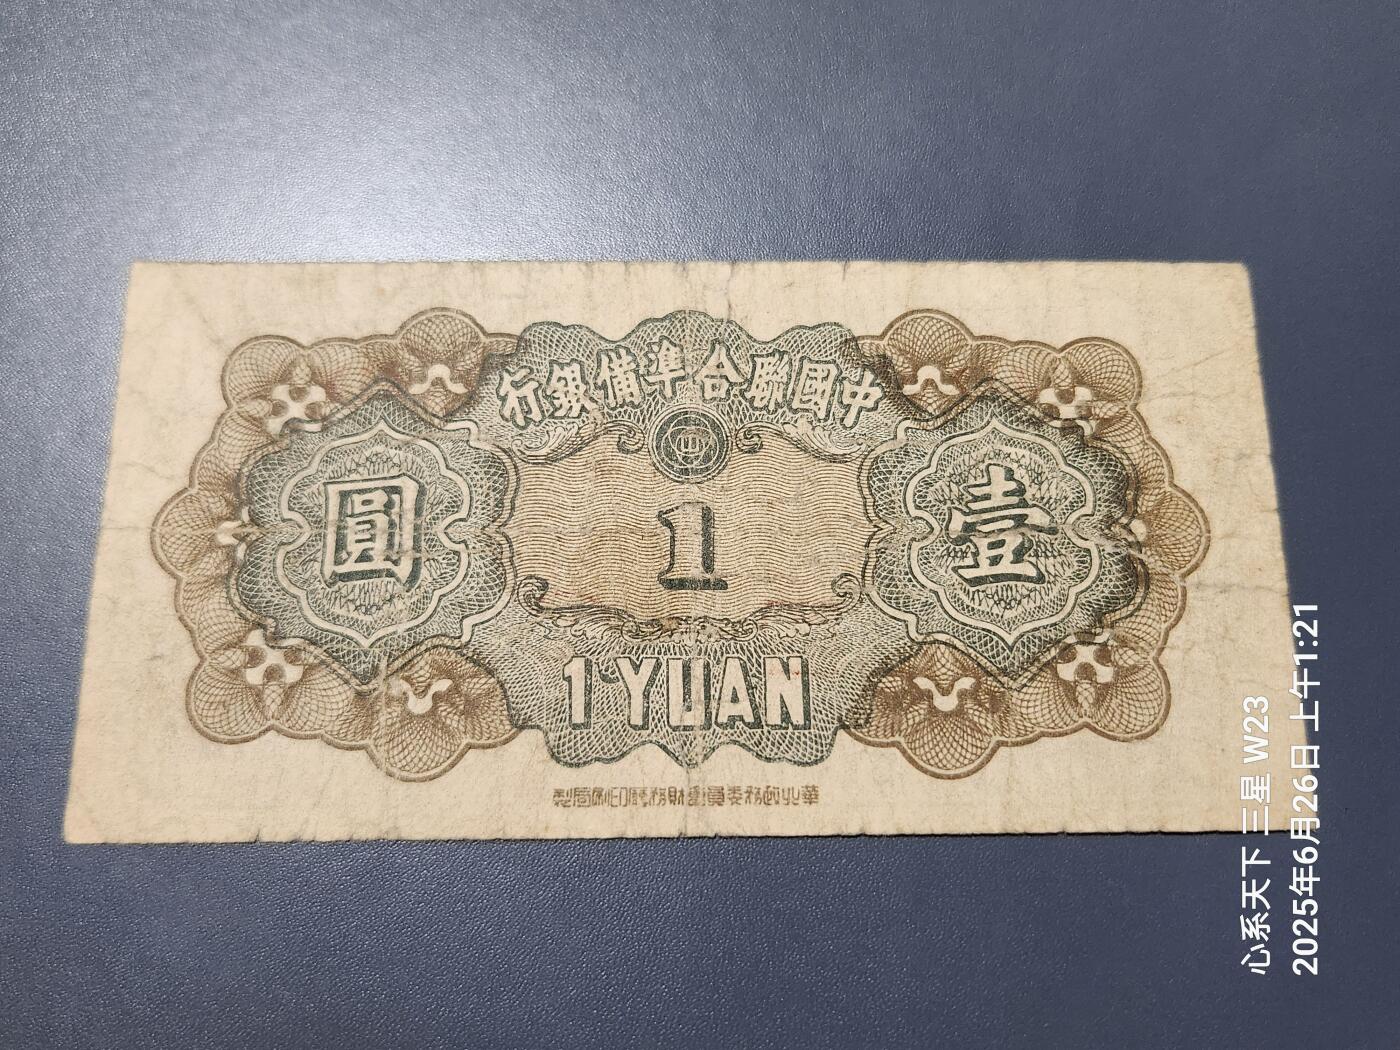 中國聯合準備銀行
壹
圓
1
1 YUAN
華北政務委員會財務廳印刷局製
心系天下 三星 W23
2025年6月26日 上午1:21